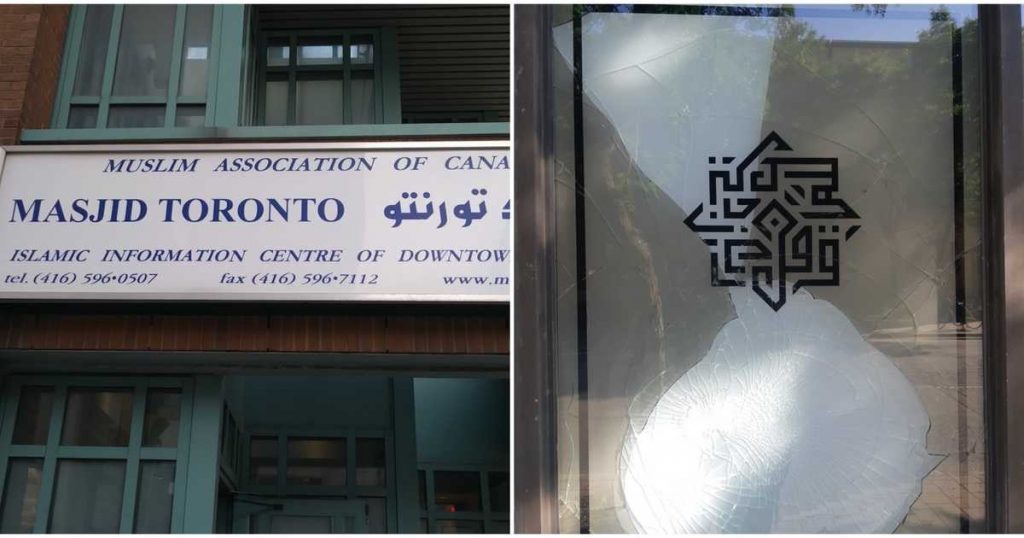 MUSLIM ASSOCIATION OF CANA
MASJID TORONTO تورنتو
ISLAMIC INFORMATION CENTRE OF DOWNTOW
tel. (416) 596•0507 fax (416) 596•7112 www.m